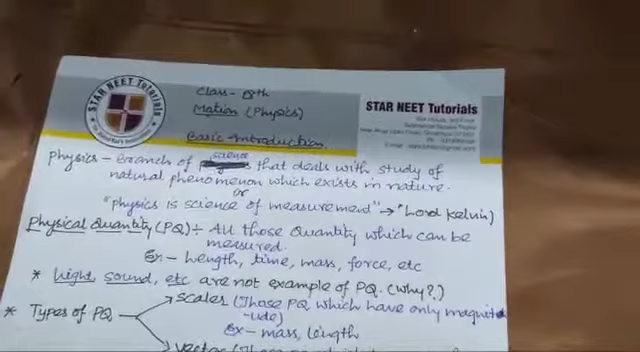 STAR NEET Tutorials
Class - 9th
Motion (Physics)
Basic Introduction
STAR NEET Tutorials
Physics - Branch of science that deals with study of
natural phenomenon which exists in nature.
or
"Physics is science of measurement" → "Lord Kelvin)
Physical Quantity (PQ) ÷ All those Quantity which can be
measured.
Ex. - Length, time, mass, force, etc
* Light, sound, etc are not example of PQ. (Why?)
* Types of PQ
Scaler (Those PQ which have only magnit
-ude)
Ex - mass, length
Vector (Those